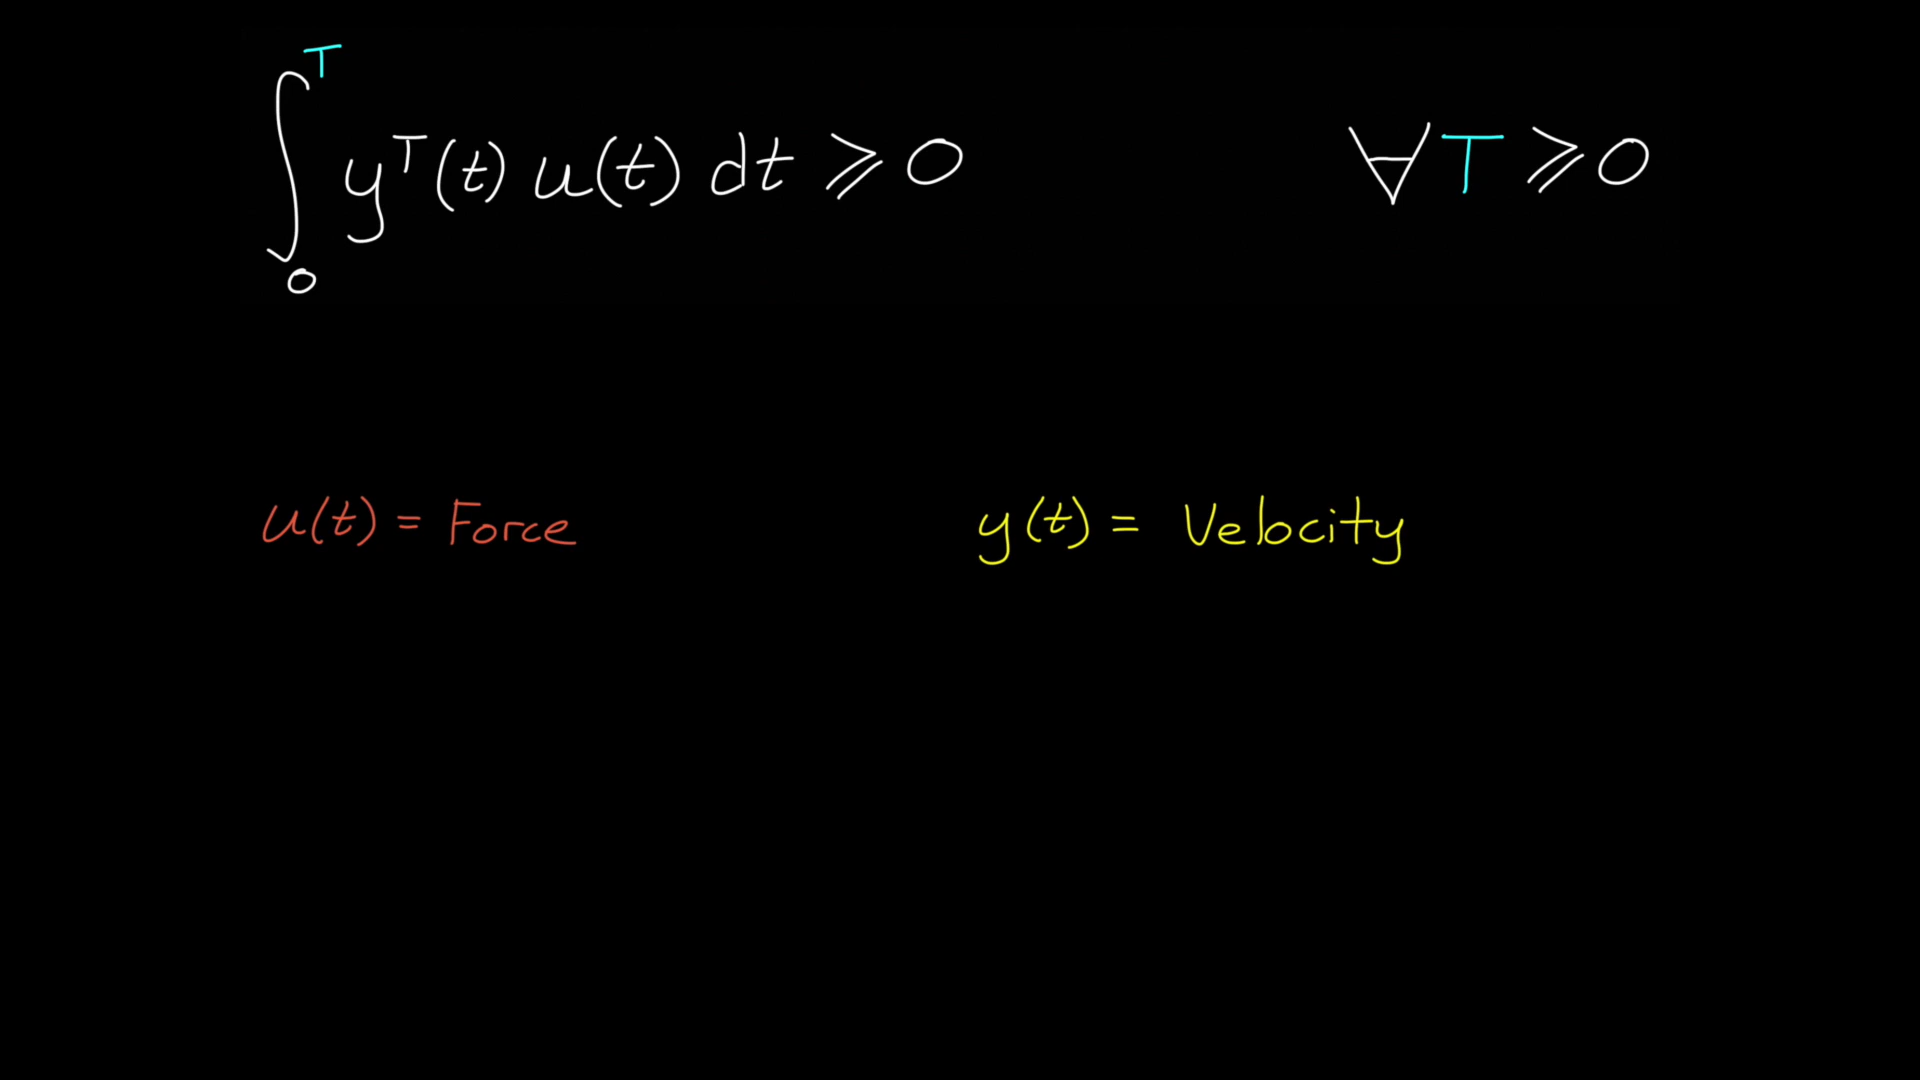 ∫₀ᵀ yᵀ(t) u(t) dt ⩾ 0 ∀T ⩾ 0
u(t) = Force y(t) = Velocity